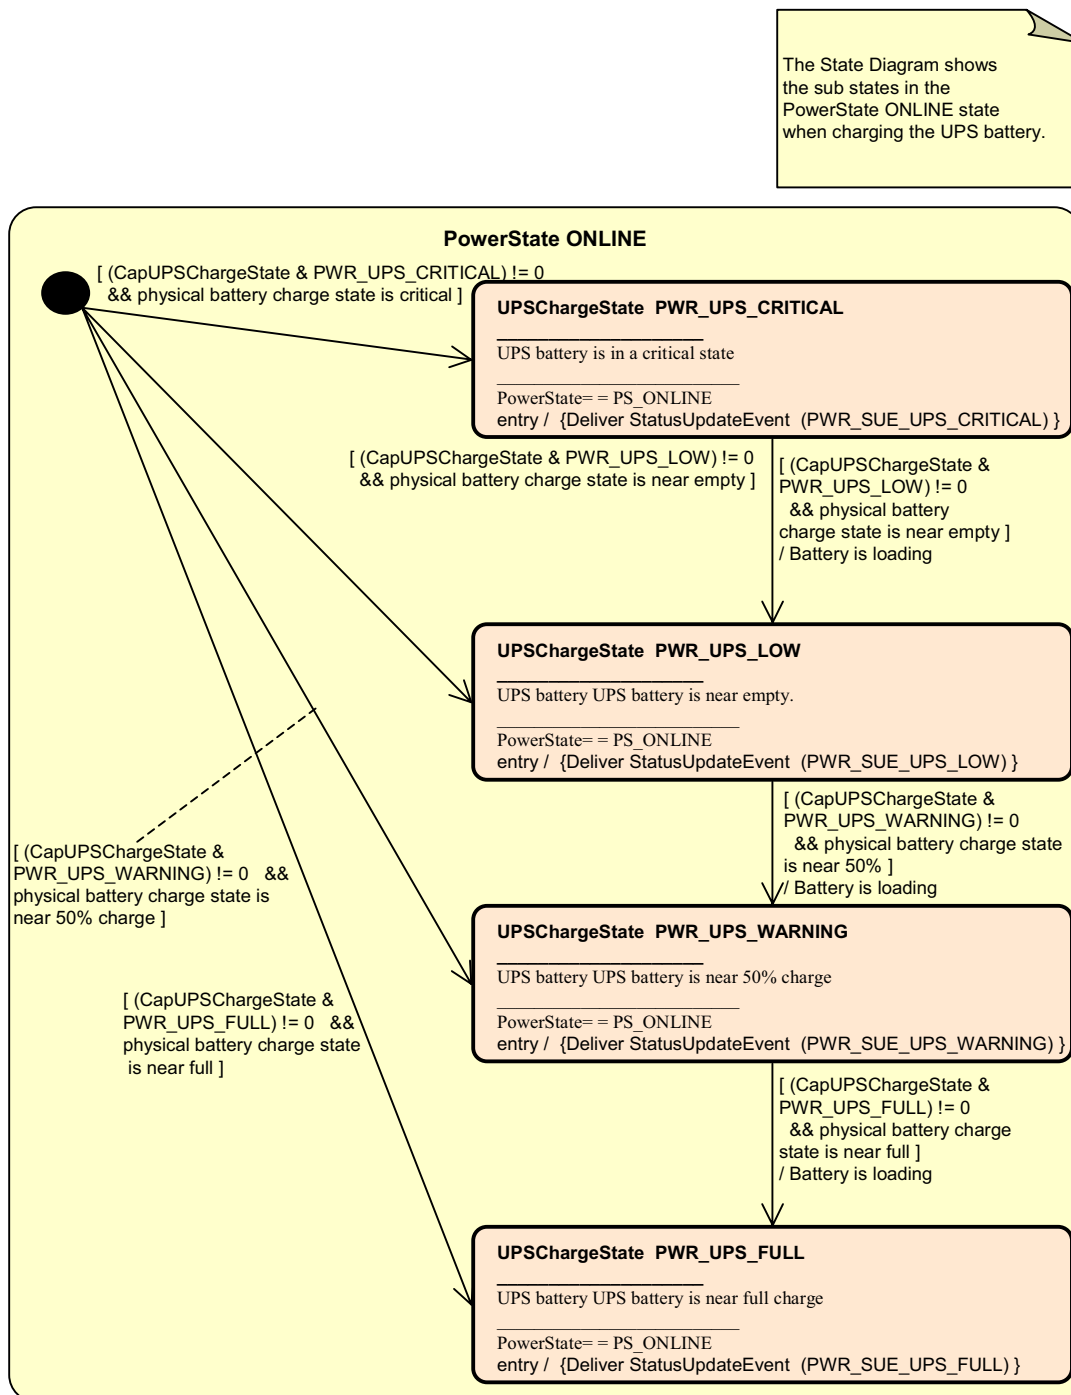 The State Diagram shows
the sub states in the
PowerState ONLINE state
when charging the UPS battery.
PowerState ONLINE
[ (CapUPSChargeState & PWR_UPS_CRITICAL) != 0
&& physical battery charge state is critical ]
UPSChargeState PWR_UPS_CRITICAL
UPS battery is in a critical state
PowerState= = PS_ONLINE
entry / {Deliver StatusUpdateEvent (PWR_SUE_UPS_CRITICAL) }
[ (CapUPSChargeState & PWR_UPS_LOW) != 0
&& physical battery charge state is near empty ]
[ (CapUPSChargeState &
PWR_UPS_LOW) != 0
&& physical battery
charge state is near empty ]
/ Battery is loading
UPSChargeState PWR_UPS_LOW
UPS battery UPS battery is near empty.
PowerState= = PS_ONLINE
entry / {Deliver StatusUpdateEvent (PWR_SUE_UPS_LOW) }
[ (CapUPSChargeState &
PWR_UPS_WARNING) != 0
&& physical battery charge state
is near 50% ]
/ Battery is loading
[ (CapUPSChargeState &
PWR_UPS_WARNING) != 0 &&
physical battery charge state is
near 50% charge ]
UPSChargeState PWR_UPS_WARNING
UPS battery UPS battery is near 50% charge
PowerState= = PS_ONLINE
entry / {Deliver StatusUpdateEvent (PWR_SUE_UPS_WARNING) }
[ (CapUPSChargeState &
PWR_UPS_FULL) != 0 &&
physical battery charge state
is near full ]
[ (CapUPSChargeState &
PWR_UPS_FULL) != 0
&& physical battery charge
state is near full ]
/ Battery is loading
UPSChargeState PWR_UPS_FULL
UPS battery UPS battery is near full charge
PowerState= = PS_ONLINE
entry / {Deliver StatusUpdateEvent (PWR_SUE_UPS_FULL) }